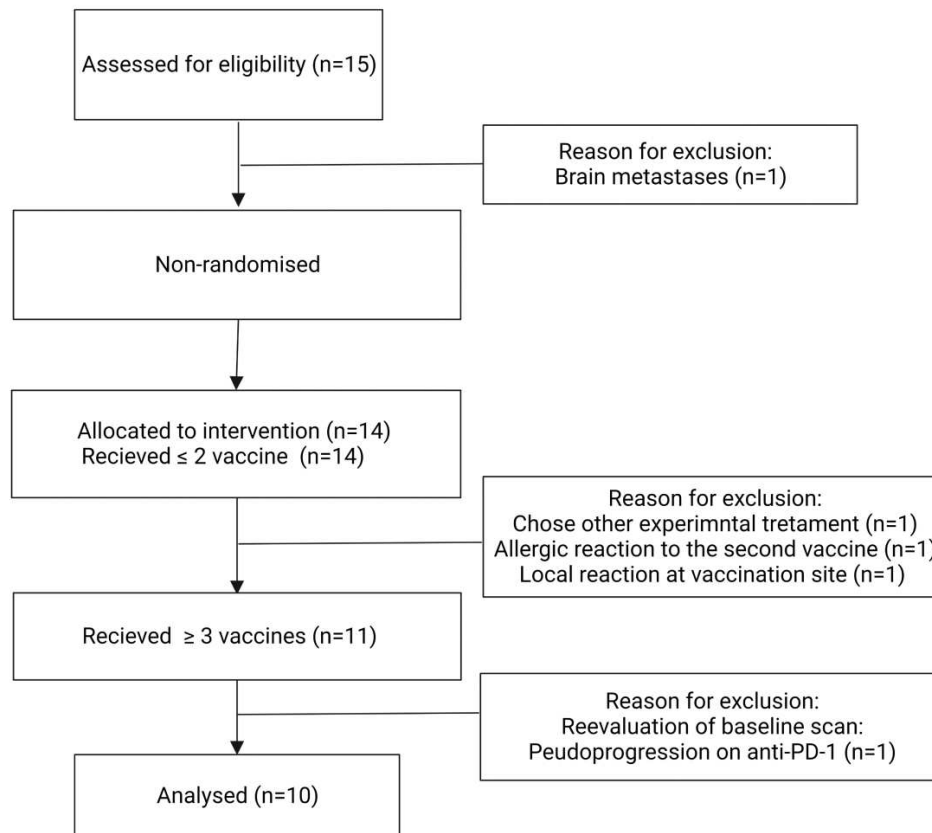 Assessed for eligibility (n=15)
Reason for exclusion:
Brain metastases (n=1)
Non-randomised
Allocated to intervention (n=14)
Recieved ≤ 2 vaccine (n=14)
Reason for exclusion:
Chose other experimntal tretament (n=1)
Allergic reaction to the second vaccine (n=1)
Local reaction at vaccination site (n=1)
Recieved ≥ 3 vaccines (n=11)
Reason for exclusion:
Reevaluation of baseline scan:
Peudoprogression on anti-PD-1 (n=1)
Analysed (n=10)